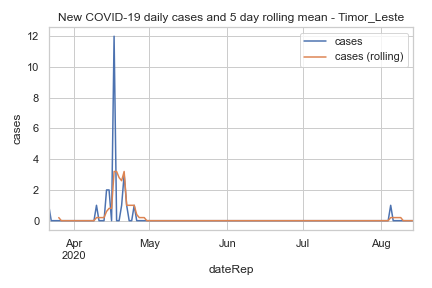 New COVID-19 daily cases and 5 day rolling mean - Timor_Leste
cases
cases (rolling)
cases
12
10
8
6
4
2
0
Apr
2020
May
Jun
Jul
Aug
dateRep